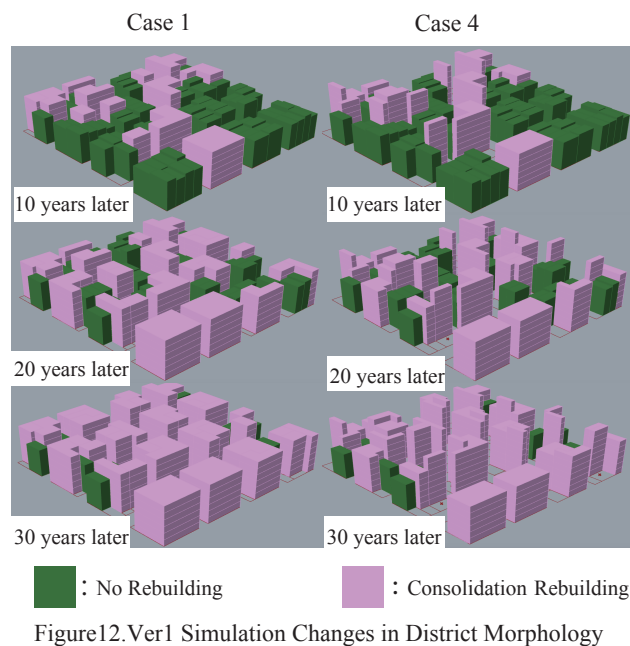 Case 1
Case 4
10 years later
10 years later
20 years later
20 years later
30 years later
30 years later
: No Rebuilding
: Consolidation Rebuilding
Figure12.Ver1 Simulation Changes in District Morphology